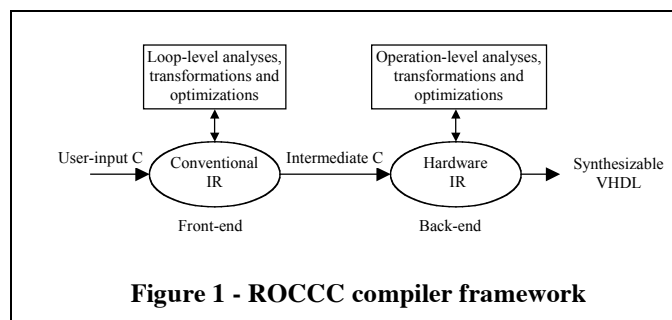 Loop-level analyses,
transformations and
optimizations
Operation-level analyses,
transformations and
optimizations
User-input C
Conventional
IR
Intermediate C
Hardware
IR
Synthesizable
VHDL
Front-end
Back-end
Figure 1 - ROCCC compiler framework